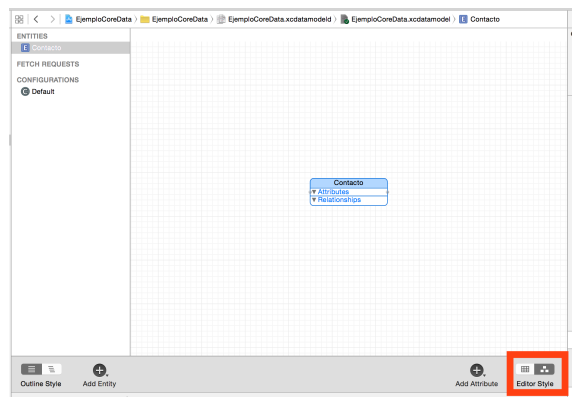 EjemploCoreData 〉 EjemploCoreData 〉 EjemploCoreData.xcdatamodeld 〉 EjemploCoreData.xcdatamodel 〉 E Contacto
ENTITIES
E Contacto
FETCH REQUESTS
CONFIGURATIONS
C Default
Contacto
▼ Attributes
▼ Relationships
Outline Style Add Entity Add Attribute Editor Style